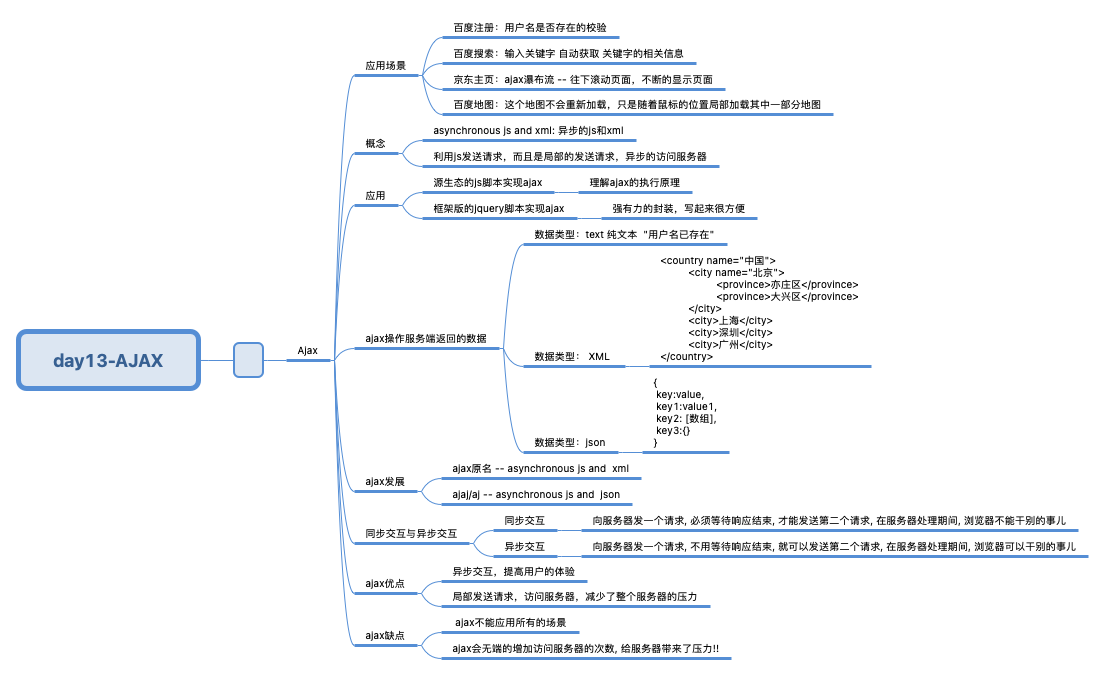 day13-AJAX
Ajax
应用场景
百度注册：用户名是否存在的校验
百度搜索：输入关键字 自动获取 关键字的相关信息
京东主页：ajax瀑布流 -- 往下滚动页面，不断的显示页面
百度地图：这个地图不会重新加载，只是随着鼠标的位置局部加载其中一部分地图
概念
asynchronous js and xml: 异步的js和xml
利用js发送请求，而且是局部的发送请求，异步的访问服务器
应用
源生态的js脚本实现ajax
理解ajax的执行原理
框架版的jquery脚本实现ajax
强有力的封装，写起来很方便
ajax操作服务端返回的数据
数据类型：text 纯文本 "用户名已存在"
数据类型： XML
<country name="中国">
<city name="北京">
<province>亦庄区</province>
<province>大兴区</province>
</city>
<city>上海</city>
<city>深圳</city>
<city>广州</city>
</country>
数据类型：json
{
key:value,
key1:value1,
key2: [数组],
key3:{}
}
ajax发展
ajax原名 -- asynchronous js and xml
ajaj/aj -- asynchronous js and json
同步交互与异步交互
同步交互
向服务器发一个请求, 必须等待响应结束, 才能发送第二个请求, 在服务器处理期间, 浏览器不能干别的事儿
异步交互
向服务器发一个请求, 不用等待响应结束, 就可以发送第二个请求, 在服务器处理期间, 浏览器可以干别的事儿
ajax优点
异步交互，提高用户的体验
局部发送请求，访问服务器，减少了整个服务器的压力
ajax缺点
ajax不能应用所有的场景
ajax会无端的增加访问服务器的次数, 给服务器带来了压力!!